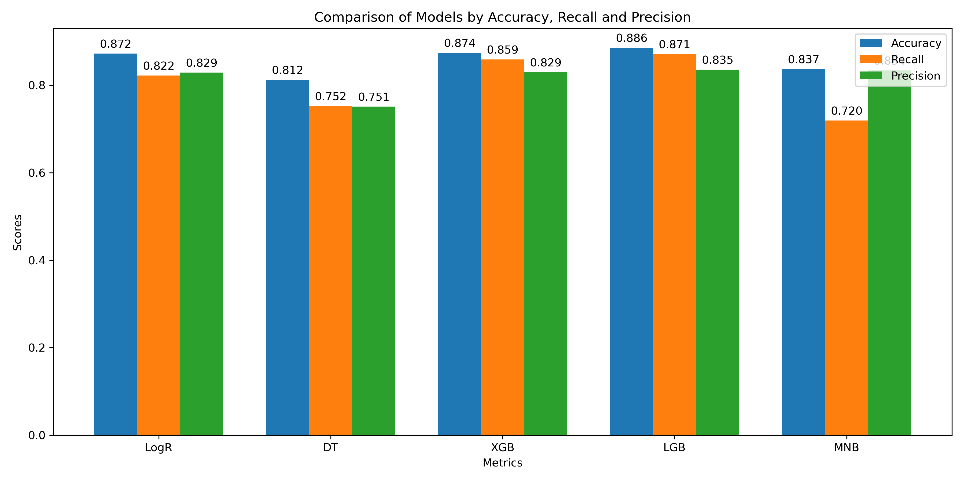 Comparison of Models by Accuracy, Recall and Precision
0.872
0.822
0.829
0.812
0.752
0.751
0.874
0.859
0.829
0.886
0.871
0.835
0.837
0.720
Accuracy
Recall
Precision
Scores
0.8
0.6
0.4
0.2
0.0
LogR
DT
XGB
LGB
MNB
Metrics